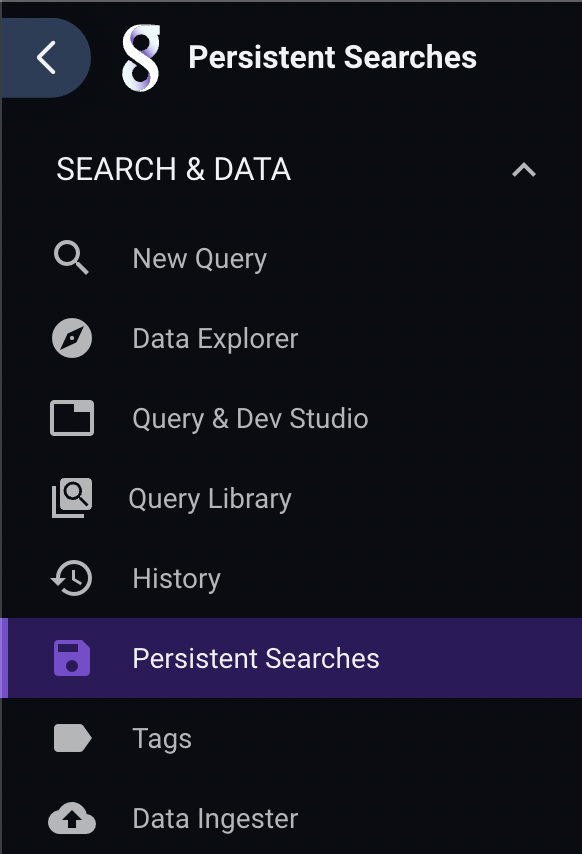 Persistent Searches
SEARCH & DATA
New Query
Data Explorer
Query & Dev Studio
Query Library
History
Persistent Searches
Tags
Data Ingester